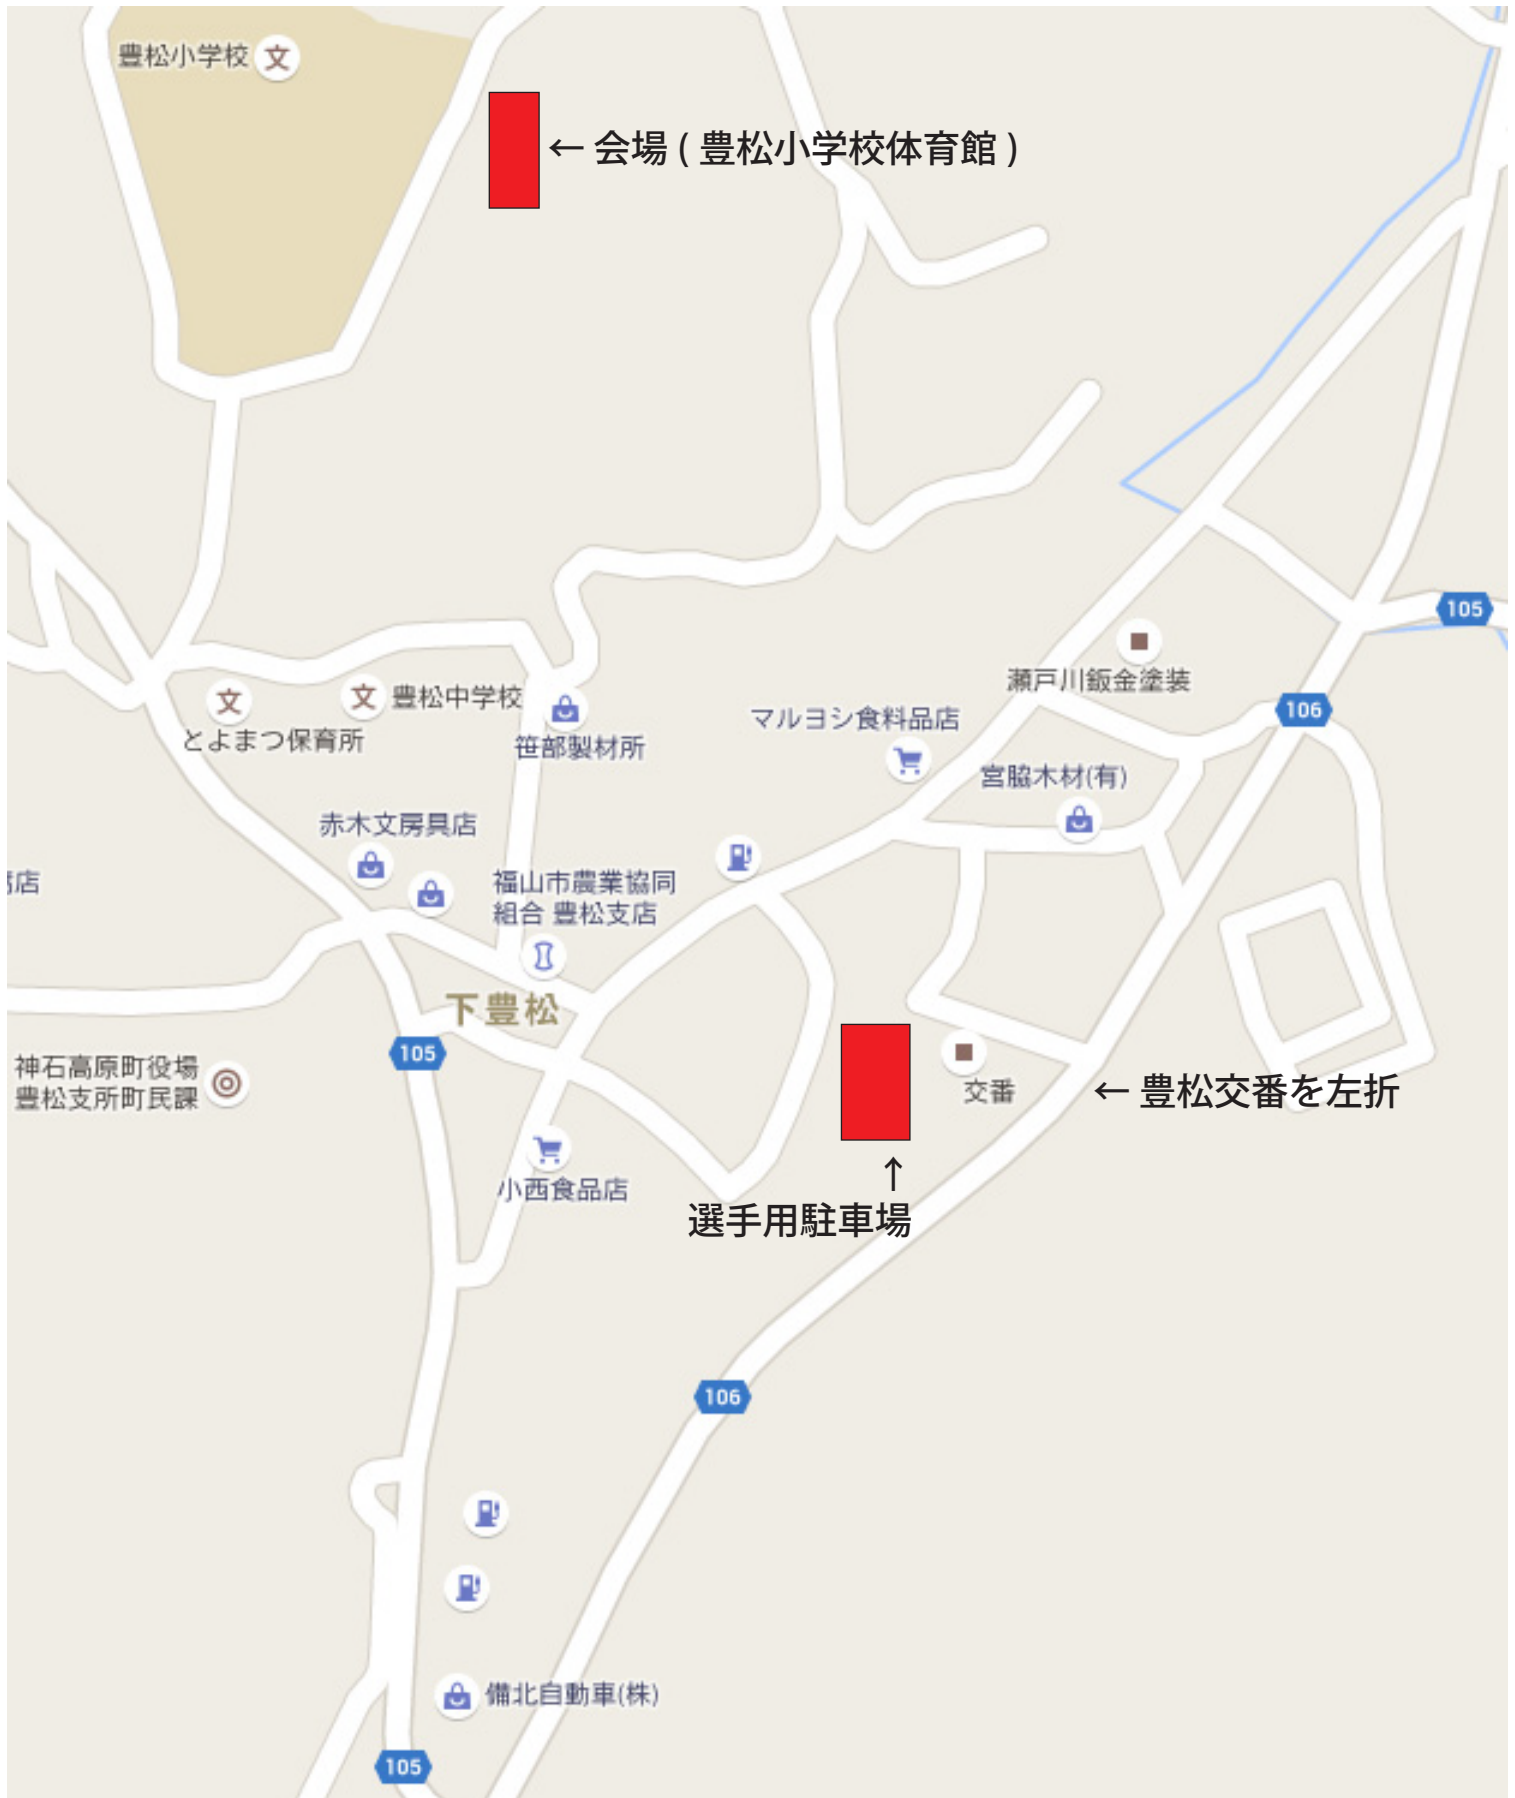 豊松小学校
文
← 会場 ( 豊松小学校体育館 )
105
瀬戸川鈑金塗装
106
文
文
豊松中学校
とよまつ保育所
笹部製材所
マルヨシ食料品店
宮脇木材(有)
赤木文房具店
店
福山市農業協同
組合 豊松支店
下豊松
105
神石高原町役場
豊松支所町民課
交番
← 豊松交番を左折
小西食品店
↑
選手用駐車場
106
備北自動車(株)
105